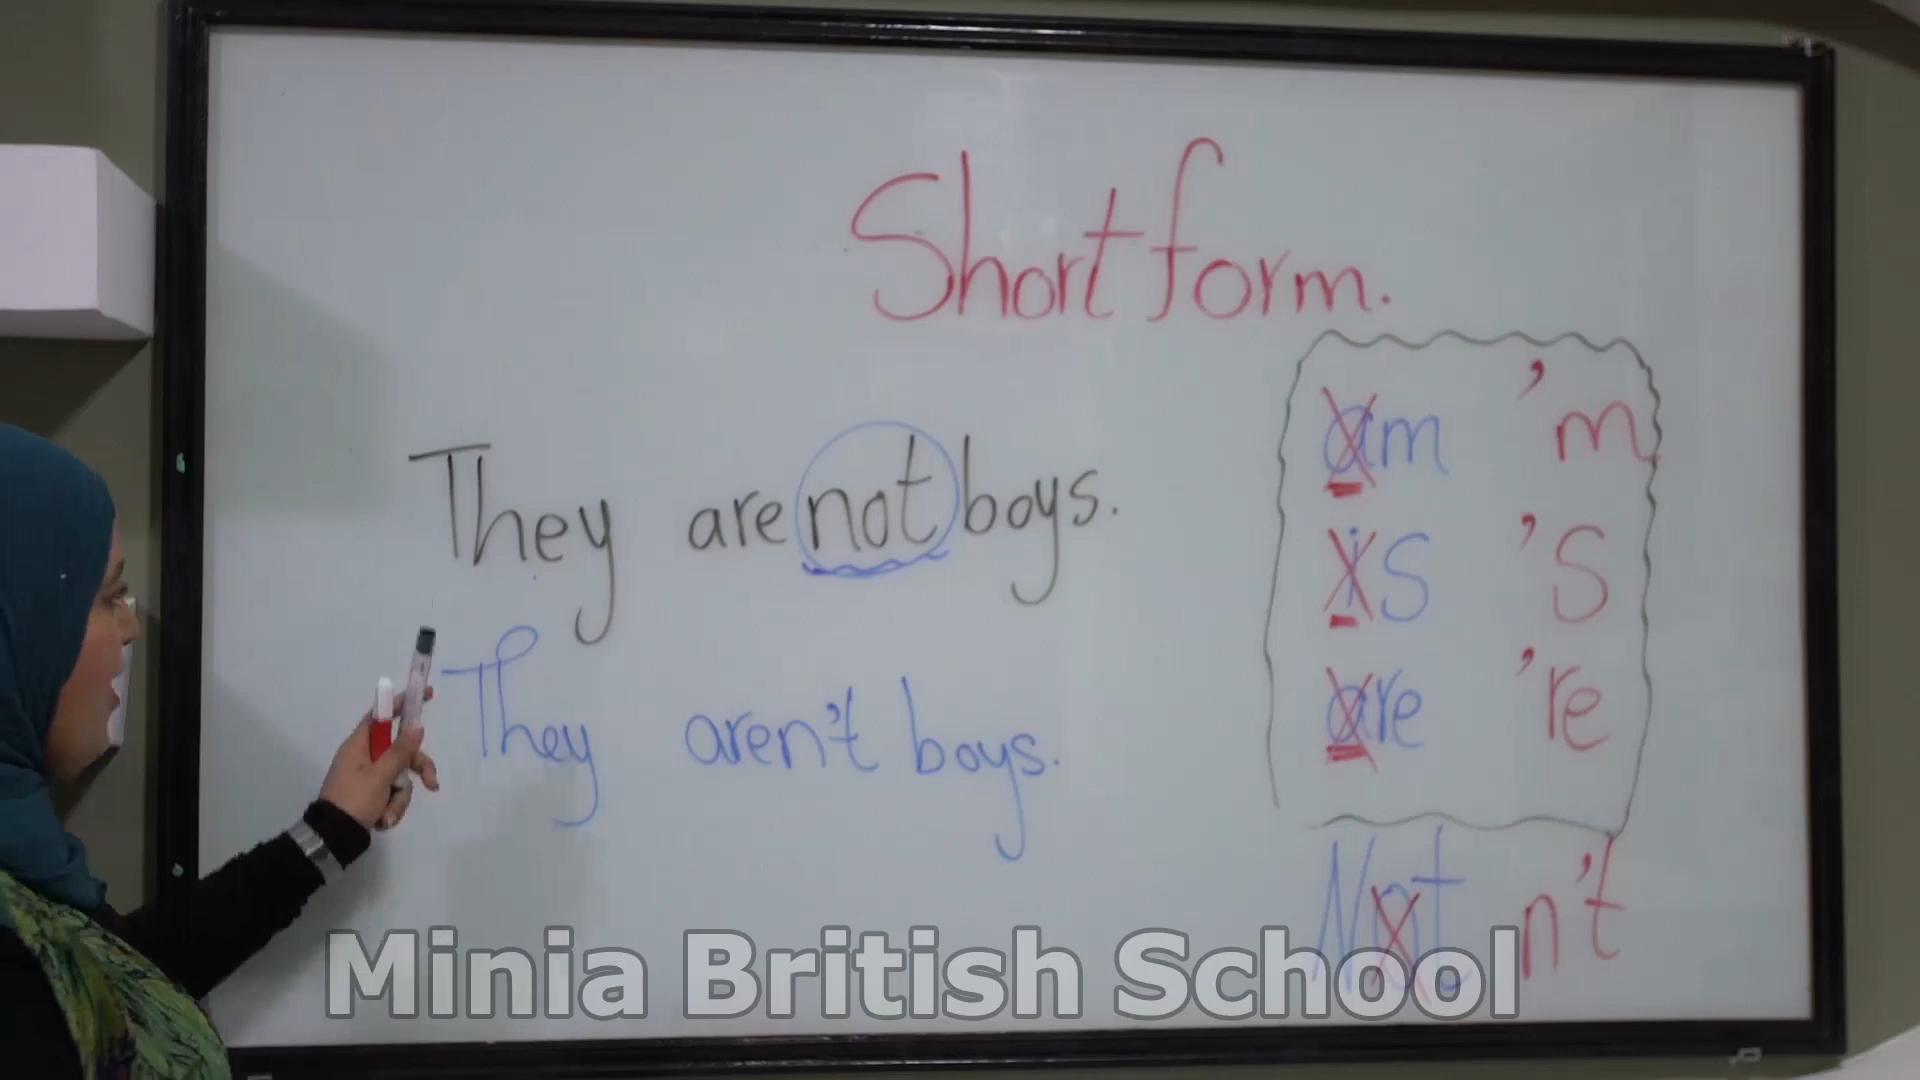 Short form.
They are not boys.
They aren't boys.
am 'm
is 's
are 're
Not n't
Minia British School